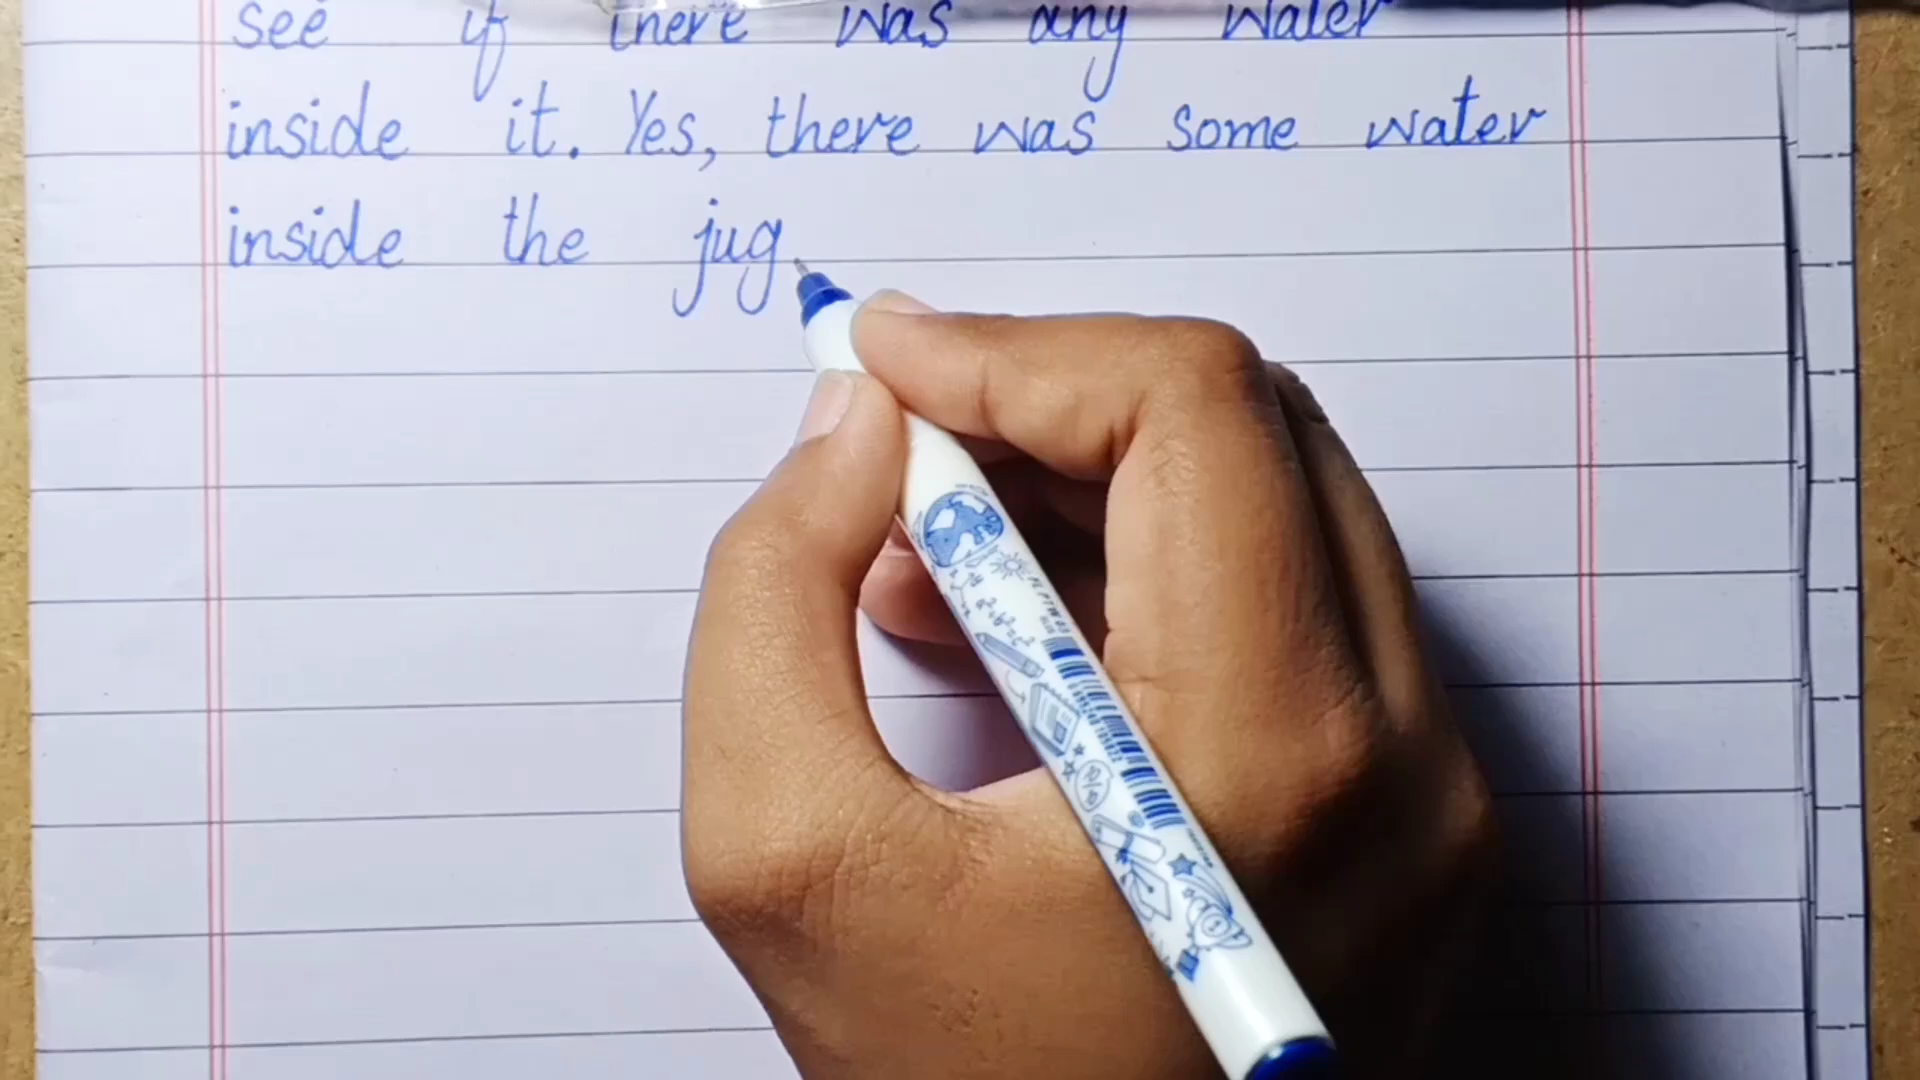 see if there was any water
inside it. Yes, there was some water
inside the jug